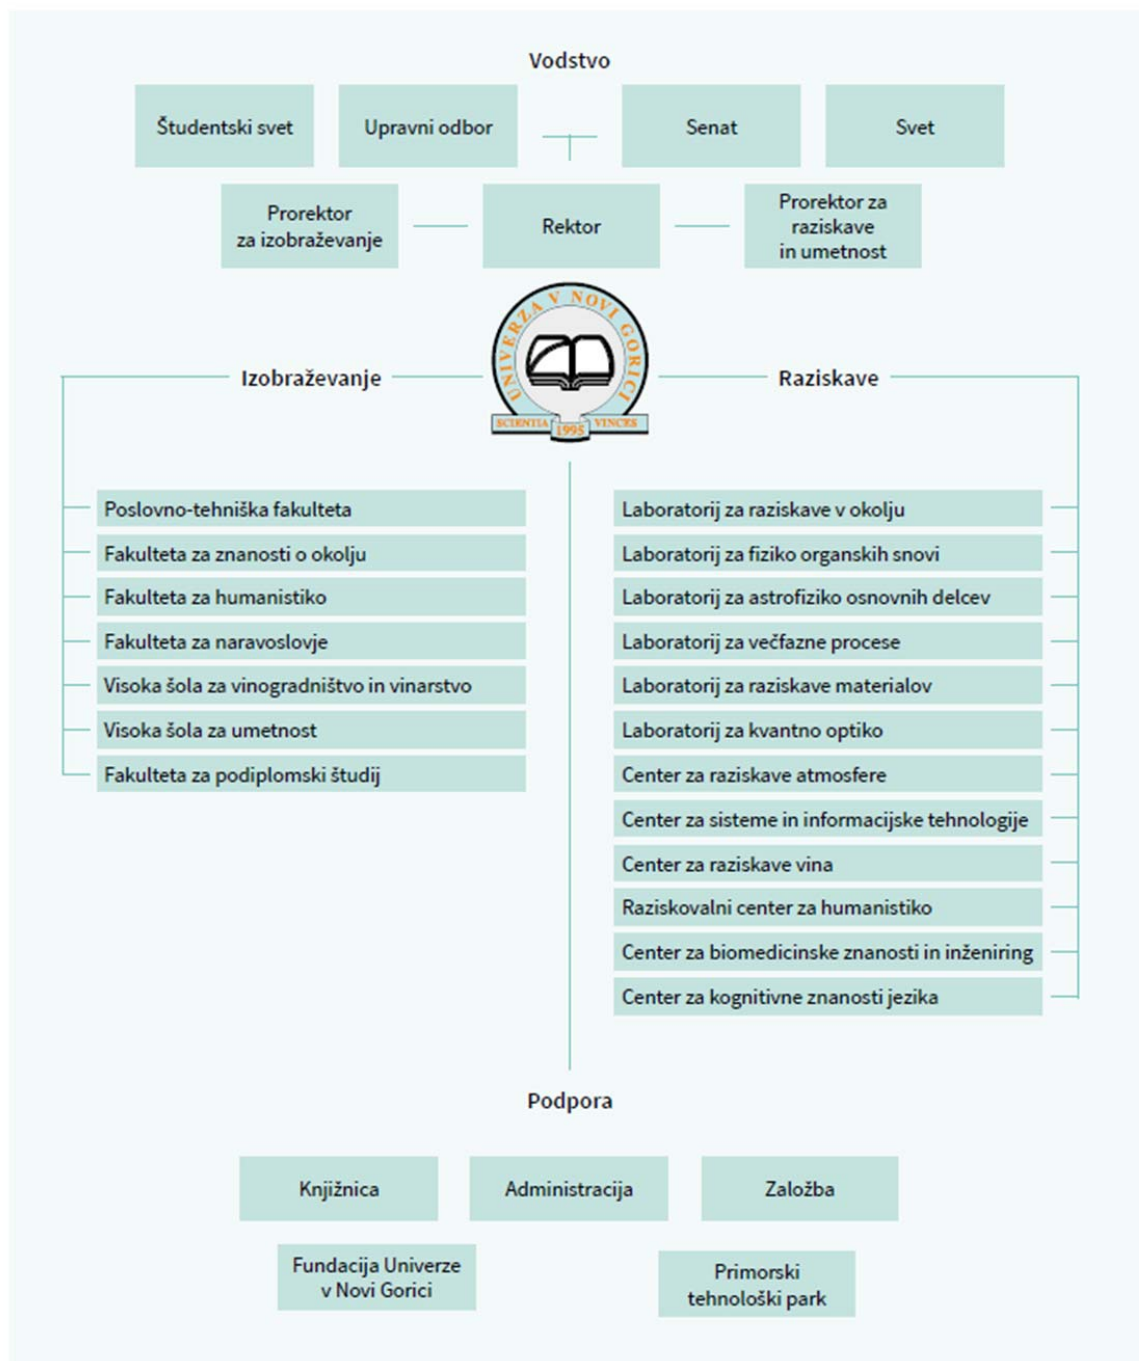 Vodstvo
Študentski svet
Upravni odbor
Senat
Svet
Prorektor
za izobraževanje
Rektor
Prorektor za
raziskave
in umetnost
UNIVERZA V NOVI GORICI
SCIENTIA 1995 VINCES
Izobraževanje
Raziskave
Poslovno-tehniška fakulteta
Fakulteta za znanosti o okolju
Fakulteta za humanistiko
Fakulteta za naravoslovje
Visoka šola za vinogradništvo in vinarstvo
Visoka šola za umetnost
Fakulteta za podiplomski študij
Laboratorij za raziskave v okolju
Laboratorij za fiziko organskih snovi
Laboratorij za astrofiziko osnovnih delcev
Laboratorij za večfazne procese
Laboratorij za raziskave materialov
Laboratorij za kvantno optiko
Center za raziskave atmosfere
Center za sisteme in informacijske tehnologije
Center za raziskave vina
Raziskovalni center za humanistiko
Center za biomedicinske znanosti in inženiring
Center za kognitivne znanosti jezika
Podpora
Knjižnica
Administracija
Založba
Fundacija Univerze
v Novi Gorici
Primorski
tehnološki park